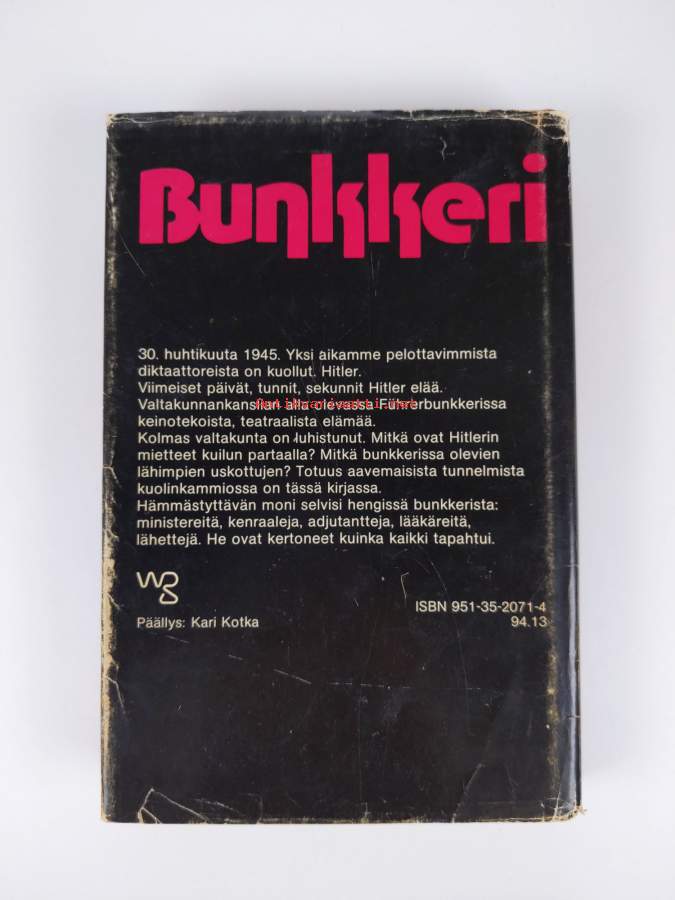 Bunkkeri
30. huhtikuuta 1945. Yksi aikamme pelottavimmista
diktaattoreista on kuollut. Hitler.
Viimeiset päivät, tunnit, sekunnit Hitler elää.
Valtakunnankanslian alla olevassa Führerbunkkerissa
keinotekoista, teatraalista elämää.
Kolmas valtakunta on luhistunut. Mitkä ovat Hitlerin
mietteet kuilun partaalla? Mitkä bunkkerissa olevien
lähimpien uskottujen? Totuus aavemaisista tunnelmista
kuolinkammiossa on tässä kirjassa.
Hämmästyttävän moni selvisi hengissä bunkkerista:
ministereitä, kenraaleja, adjutantteja, lääkäreitä,
lähettejä. He ovat kertoneet kuinka kaikki tapahtui.
WS
ISBN 951-35-2071-4
Päällys: Kari Kotka
94.13